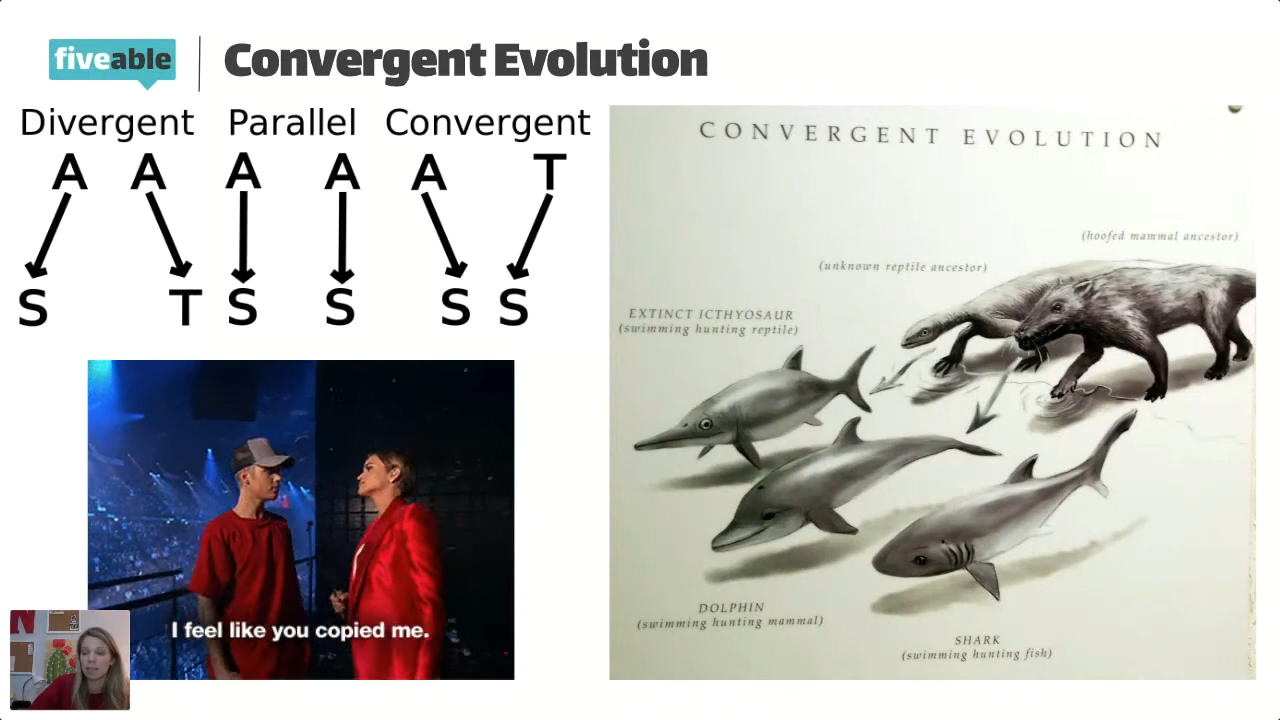 fiveable
Convergent Evolution
Divergent Parallel Convergent
A A A A A T
S T S S S S
I feel like you copied me.
CONVERGENT EVOLUTION
(hoofed mammal ancestor)
(unknown reptile ancestor)
EXTINCT ICTHYOSAUR
(swimming hunting reptile)
DOLPHIN
(swimming hunting mammal)
SHARK
(swimming hunting fish)
N